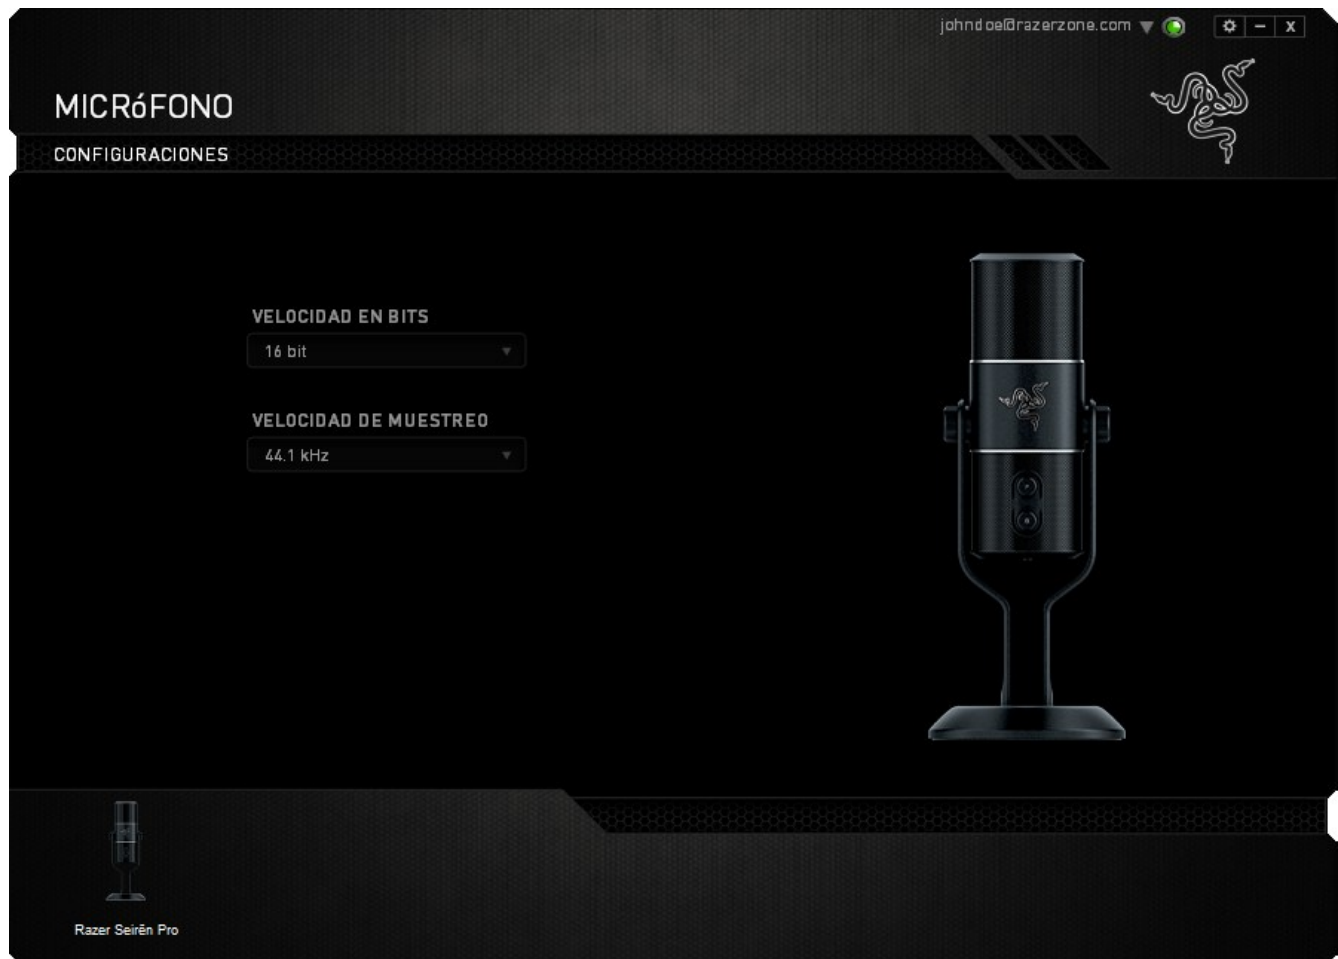 johndoe@razerzone.com
X
MICRóFONO
CONFIGURACIONES
VELOCIDAD EN BITS
16 bit
VELOCIDAD DE MUESTREO
44.1 kHz
Razer Seirēn Pro